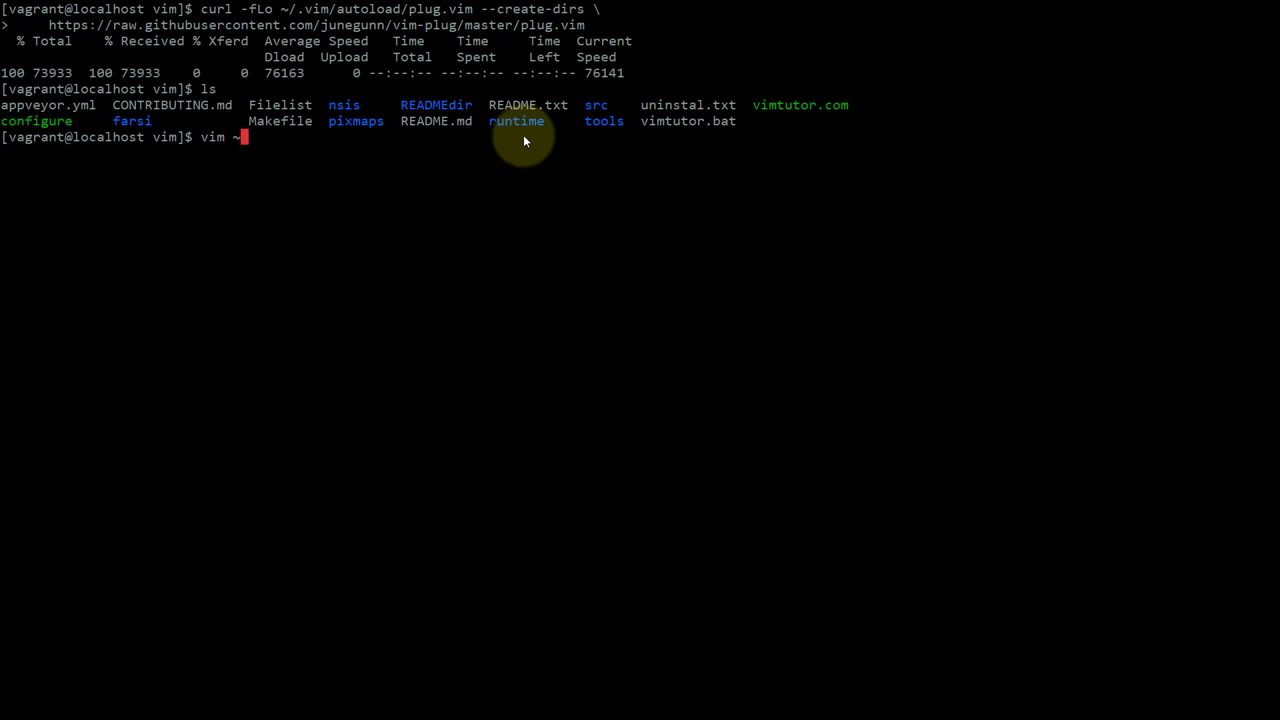 [vagrant@localhost vim]$ curl -fLo ~/.vim/autoload/plug.vim --create-dirs \
>     https://raw.githubusercontent.com/junegunn/vim-plug/master/plug.vim
  % Total    % Received % Xferd  Average Speed   Time    Time     Time  Current
                                 Dload  Upload   Total   Spent    Left  Speed
100 73933  100 73933    0     0  76163      0 --:--:-- --:--:-- --:--:-- 76141
[vagrant@localhost vim]$ ls
appveyor.yml  CONTRIBUTING.md  Filelist  nsis     READMEdir  README.txt  src    uninstal.txt  vimtutor.com
configure     farsi            Makefile  pixmaps  README.md  runtime     tools  vimtutor.bat
[vagrant@localhost vim]$ vim ~